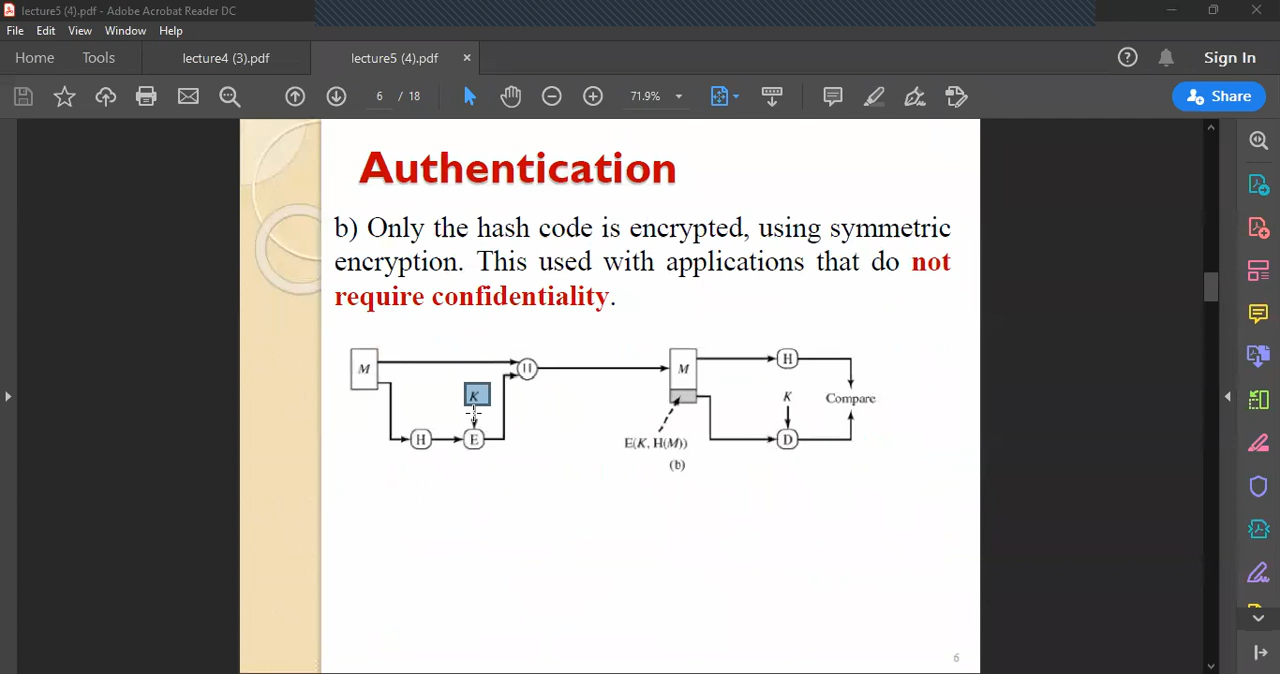 lecture5 (4).pdf - Adobe Acrobat Reader DC
File Edit View Window Help
Home Tools lecture4 (3).pdf lecture5 (4).pdf × ? Sign In
6 / 18 71.9% Share
Authentication
b) Only the hash code is encrypted, using symmetric
encryption. This used with applications that do not
require confidentiality.
M || M H
K K Compare
H E E(K, H(M)) D
(b)
6